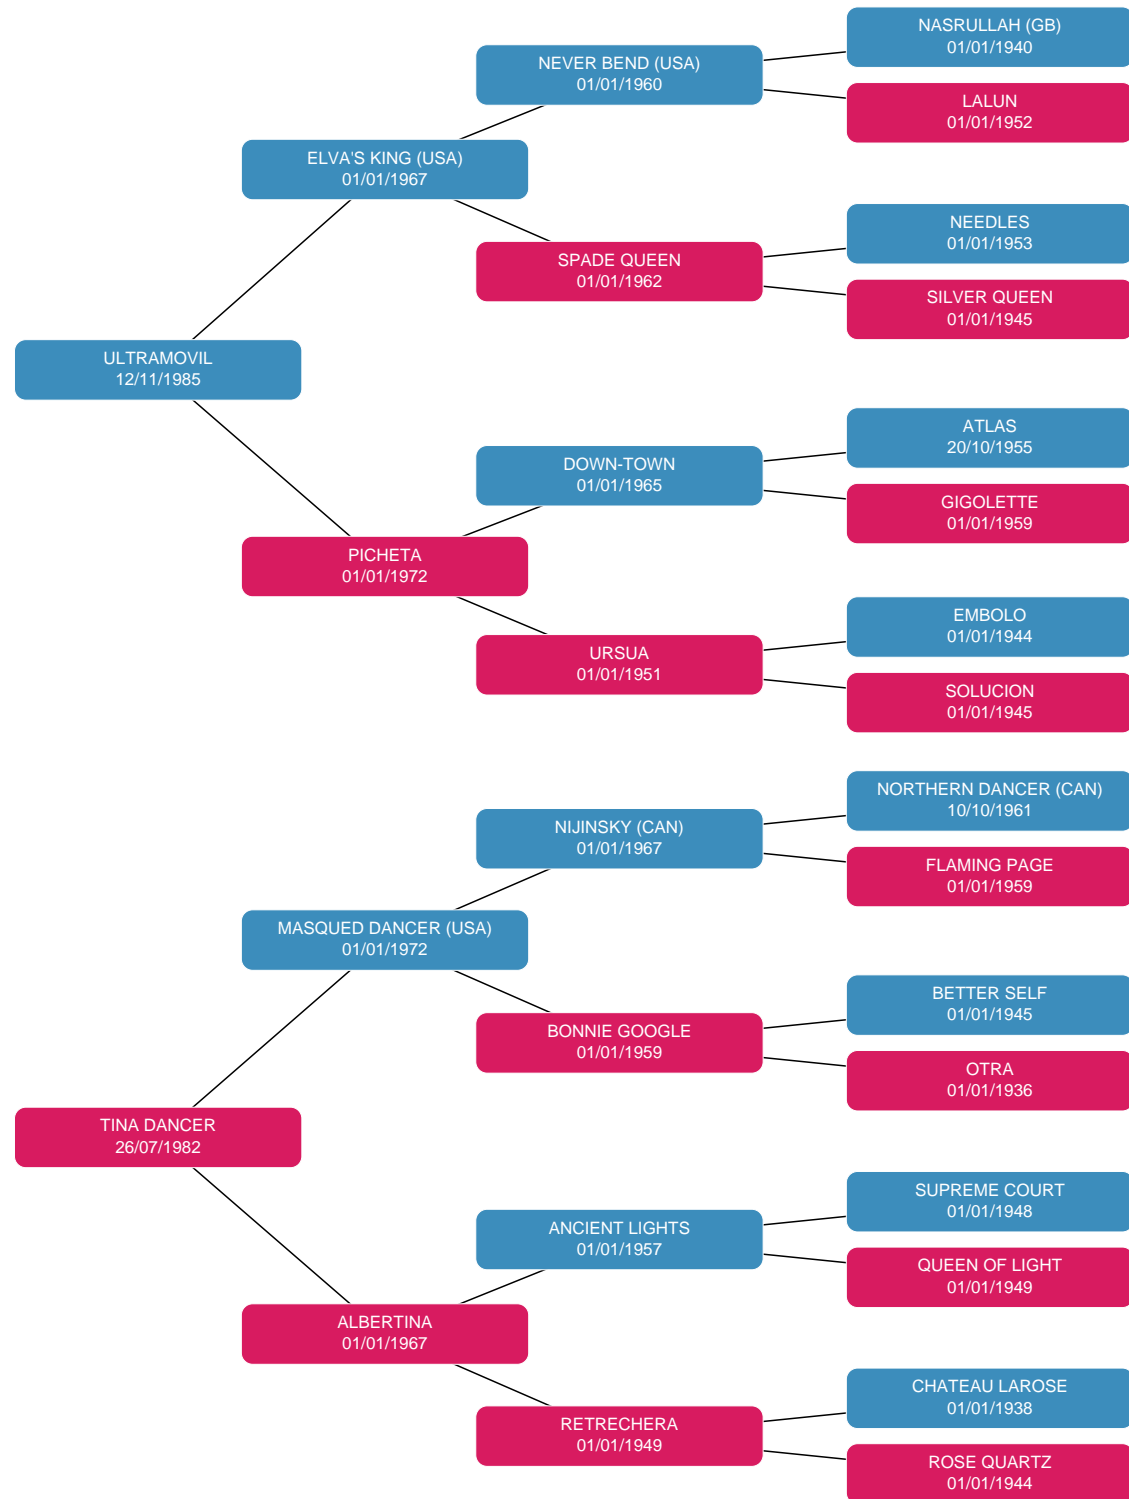 NASRULLAH (GB)
01/01/1940
NEVER BEND (USA)
01/01/1960
LALUN
01/01/1952
ELVA'S KING (USA)
01/01/1967
NEEDLES
01/01/1953
SPADE QUEEN
01/01/1962
SILVER QUEEN
01/01/1945
ULTRAMOVIL
12/11/1985
ATLAS
20/10/1955
DOWN-TOWN
01/01/1965
GIGOLETTE
01/01/1959
PICHETA
01/01/1972
EMBOLO
01/01/1944
URSUA
01/01/1951
SOLUCION
01/01/1945
NORTHERN DANCER (CAN)
10/10/1961
NIJINSKY (CAN)
01/01/1967
FLAMING PAGE
01/01/1959
MASQUED DANCER (USA)
01/01/1972
BETTER SELF
01/01/1945
BONNIE GOOGLE
01/01/1959
OTRA
01/01/1936
TINA DANCER
26/07/1982
SUPREME COURT
01/01/1948
ANCIENT LIGHTS
01/01/1957
QUEEN OF LIGHT
01/01/1949
ALBERTINA
01/01/1967
CHATEAU LAROSE
01/01/1938
RETRECHERA
01/01/1949
ROSE QUARTZ
01/01/1944